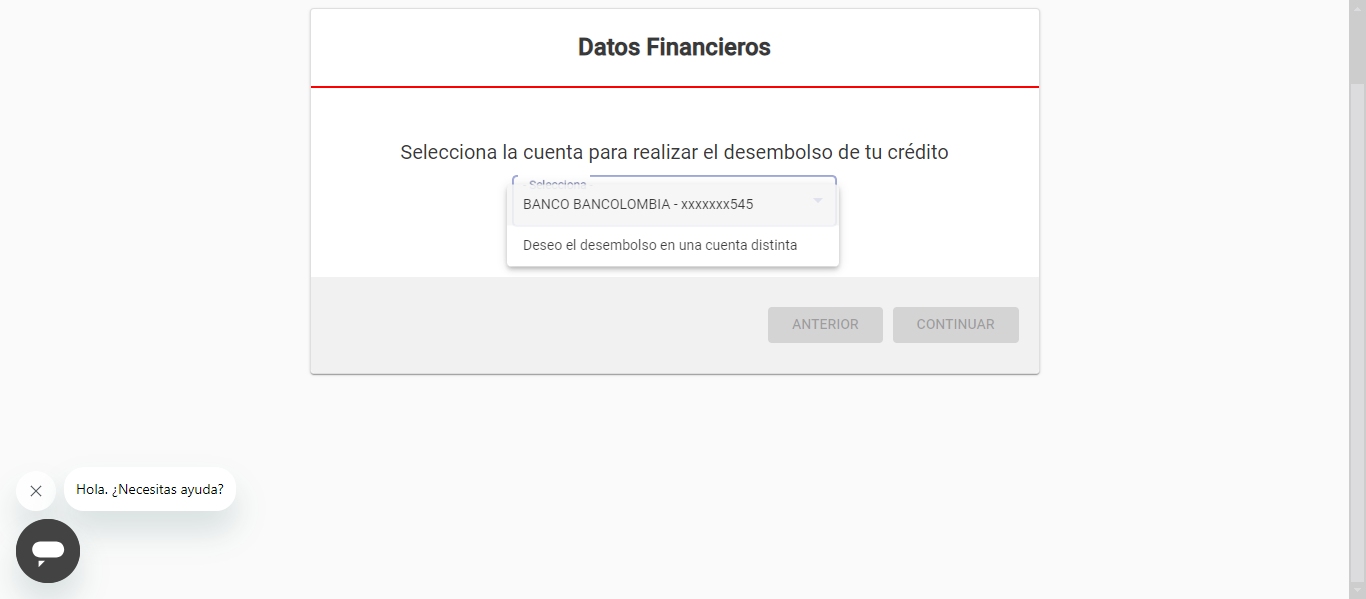 Datos Financieros
Selecciona la cuenta para realizar el desembolso de tu crédito
Selecciona
BANCO BANCOLOMBIA - xxxxxxx545
Deseo el desembolso en una cuenta distinta
ANTERIOR
CONTINUAR
Hola. ¿Necesitas ayuda?